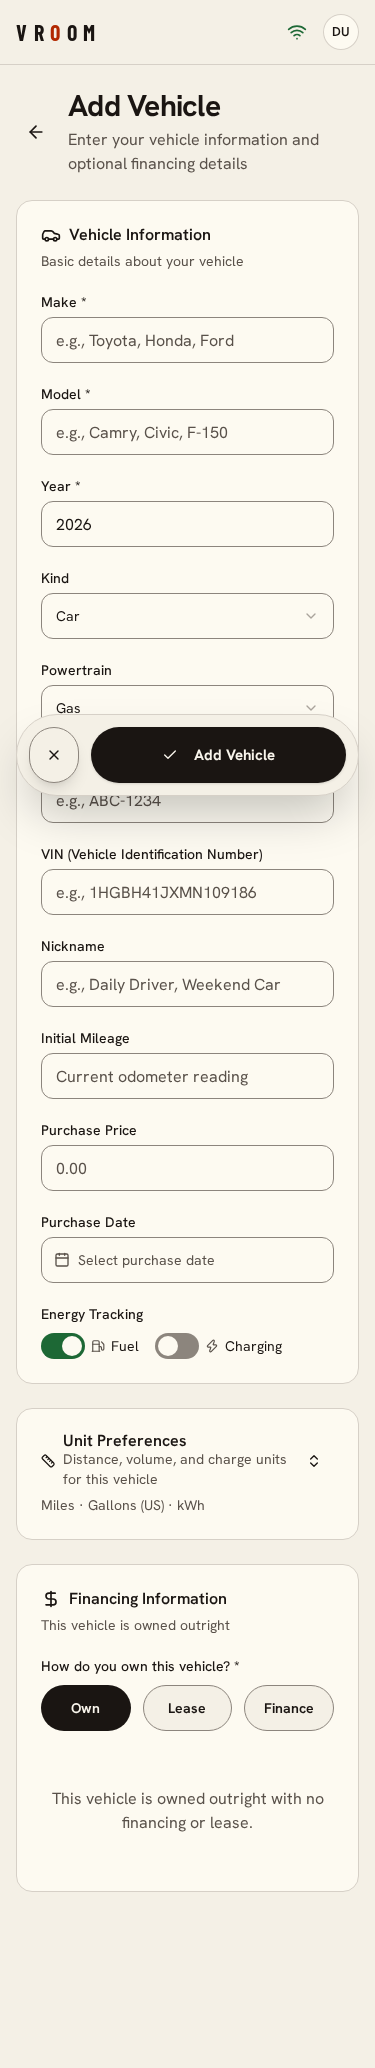 VROOM
DU
Add Vehicle
Enter your vehicle information and
optional financing details
Vehicle Information
Basic details about your vehicle
Make *
e.g., Toyota, Honda, Ford
Model *
e.g., Camry, Civic, F-150
Year *
2026
Kind
Car
Powertrain
Gas
Add Vehicle
e.g., ABC-1234
VIN (Vehicle Identification Number)
e.g., 1HGBH41JXMN109186
Nickname
e.g., Daily Driver, Weekend Car
Initial Mileage
Current odometer reading
Purchase Price
0.00
Purchase Date
Select purchase date
Energy Tracking
Fuel
Charging
Unit Preferences
Distance, volume, and charge units
for this vehicle
Miles · Gallons (US) · kWh
Financing Information
This vehicle is owned outright
How do you own this vehicle? *
Own
Lease
Finance
This vehicle is owned outright with no
financing or lease.